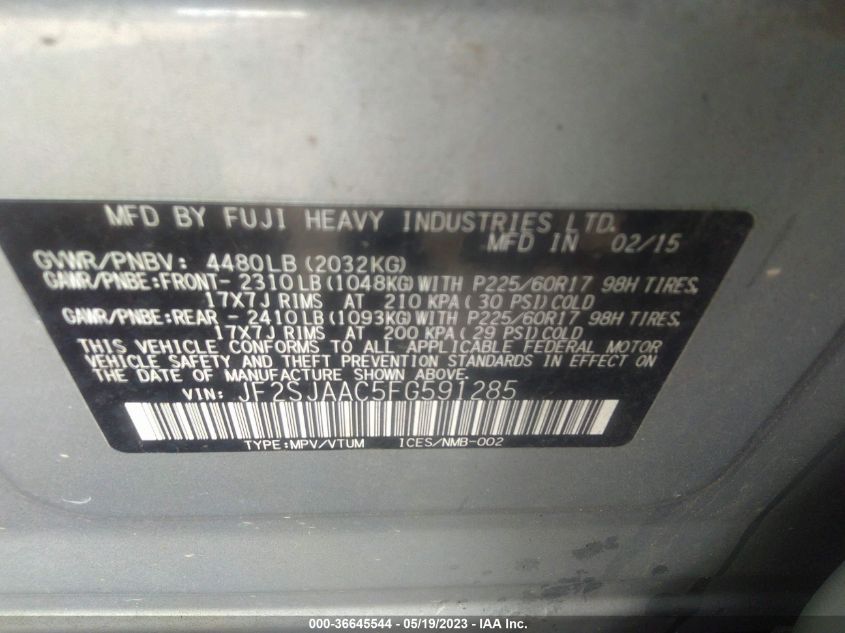 MFD BY FUJI HEAVY INDUSTRIES LTD.
MFD IN 02/15
GVWR/PNBV: 4480LB (2032KG)
GAWR/PNBE:FRONT- 2310LB (1048KG) WITH P225/60R17 98H TIRES,
17X7J RIMS AT 210 KPA ( 30 PSI) COLD
GAWR/PNBE:REAR - 2410LB (1093KG) WITH P225/60R17 98H TIRES,
17X7J RIMS AT 200 KPA ( 29 PSI) COLD
THIS VEHICLE CONFORMS TO ALL APPLICABLE FEDERAL MOTOR
VEHICLE SAFETY AND THEFT PREVENTION STANDARDS IN EFFECT ON
THE DATE OF MANUFACTURE SHOWN ABOVE.
VIN: JF2SJAAC5FG591285
TYPE:MPV/VTUM ICES/NMB-002
000-36645544 - 05/19/2023 - IAA Inc.